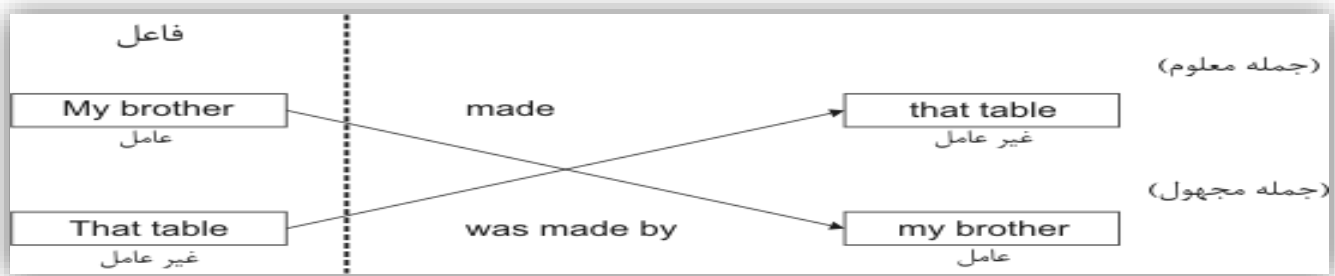 فاعل
(جمله معلوم)
My brother made that table
عامل
غیر عامل
(جمله مجهول)
That table was made by my brother
غیر عامل
عامل